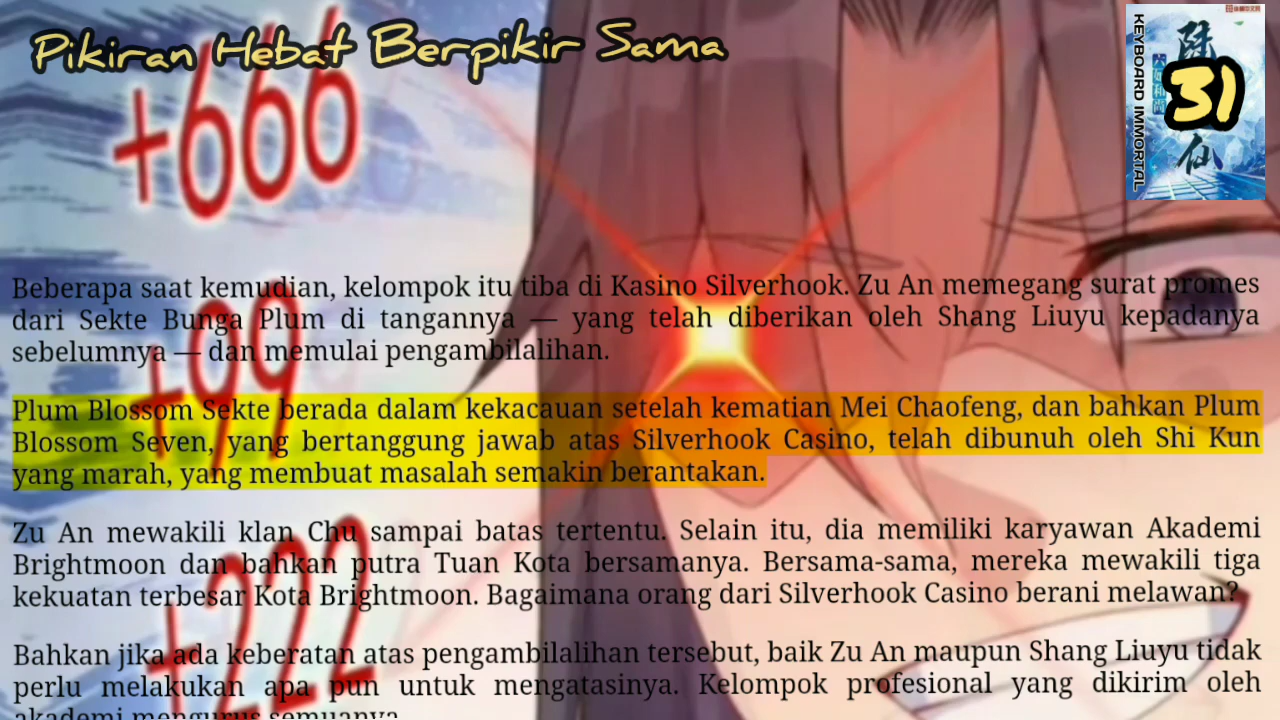 Pikiran Hebat Berpikir Sama
+666
KEYBOARD IMMORTAL
陆
31
仙
Beberapa saat kemudian, kelompok itu tiba di Kasino Silverhook. Zu An memegang surat promes
dari Sekte Bunga Plum di tangannya — yang telah diberikan oleh Shang Liuyu kepadanya
sebelumnya — dan memulai pengambilalihan.
+99
Plum Blossom Sekte berada dalam kekacauan setelah kematian Mei Chaofeng, dan bahkan Plum
Blossom Seven, yang bertanggung jawab atas Silverhook Casino, telah dibunuh oleh Shi Kun
yang marah, yang membuat masalah semakin berantakan.
Zu An mewakili klan Chu sampai batas tertentu. Selain itu, dia memiliki karyawan Akademi
Brightmoon dan bahkan putra Tuan Kota bersamanya. Bersama-sama, mereka mewakili tiga
kekuatan terbesar Kota Brightmoon. Bagaimana orang dari Silverhook Casino berani melawan?
+222
Bahkan jika ada keberatan atas pengambilalihan tersebut, baik Zu An maupun Shang Liuyu tidak
perlu melakukan apa pun untuk mengatasinya. Kelompok profesional yang dikirim oleh
akademi mengurus semuanya.